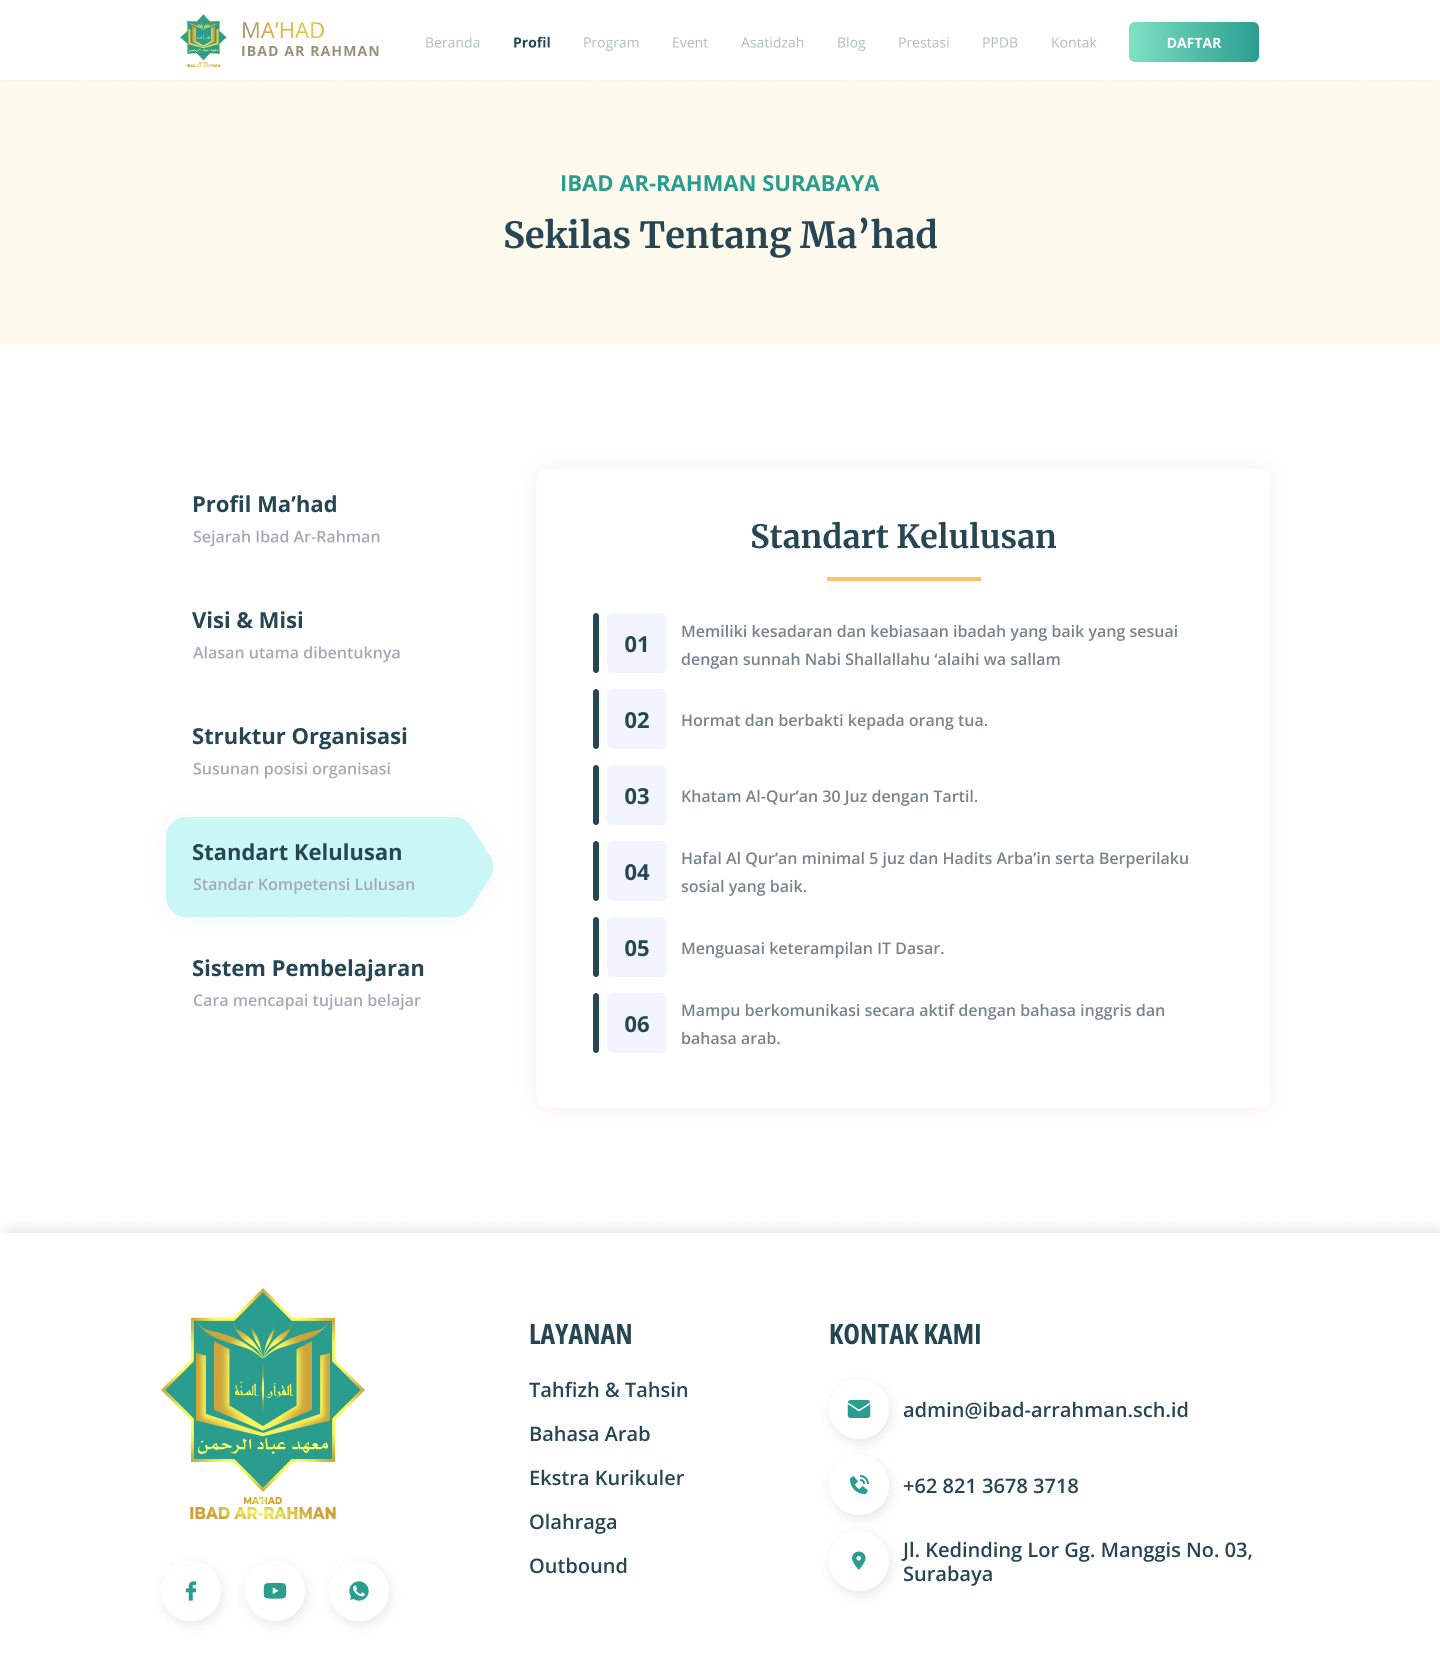 MA’HAD
IBAD AR RAHMAN
Beranda
Profil
Program
Event
Asatidzah
Blog
Prestasi
PPDB
Kontak
DAFTAR
IBAD AR-RAHMAN SURABAYA
Sekilas Tentang Ma’had
Profil Ma’had
Sejarah Ibad Ar-Rahman
Visi & Misi
Alasan utama dibentuknya
Struktur Organisasi
Susunan posisi organisasi
Standart Kelulusan
Standar Kompetensi Lulusan
Sistem Pembelajaran
Cara mencapai tujuan belajar
Standart Kelulusan
01
Memiliki kesadaran dan kebiasaan ibadah yang baik yang sesuai
dengan sunnah Nabi Shallallahu ‘alaihi wa sallam
02
Hormat dan berbakti kepada orang tua.
03
Khatam Al-Qur’an 30 Juz dengan Tartil.
04
Hafal Al Qur’an minimal 5 juz dan Hadits Arba’in serta Berperilaku
sosial yang baik.
05
Menguasai keterampilan IT Dasar.
06
Mampu berkomunikasi secara aktif dengan bahasa inggris dan
bahasa arab.
القرآن السنة
معهد عباد الرحمن
MA'HAD
IBAD AR-RAHMAN
LAYANAN
Tahfizh & Tahsin
Bahasa Arab
Ekstra Kurikuler
Olahraga
Outbound
KONTAK KAMI
admin@ibad-arrahman.sch.id
+62 821 3678 3718
Jl. Kedinding Lor Gg. Manggis No. 03,
Surabaya